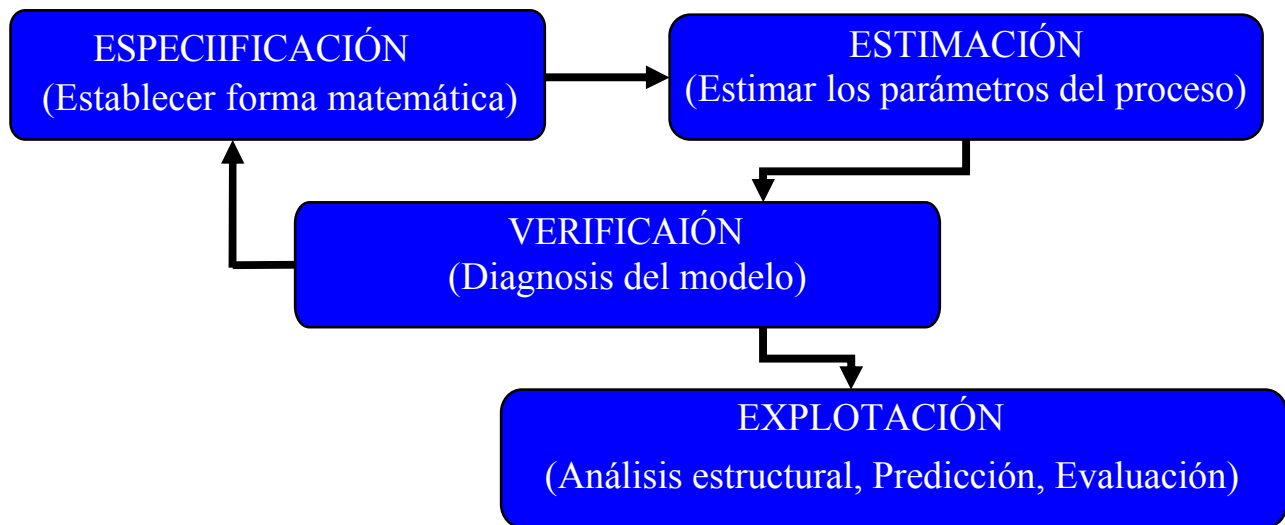 ESPECIIFICACIÓN
(Establecer forma matemática)
ESTIMACIÓN
(Estimar los parámetros del proceso)
VERIFICAIÓN
(Diagnosis del modelo)
EXPLOTACIÓN
(Análisis estructural, Predicción, Evaluación)